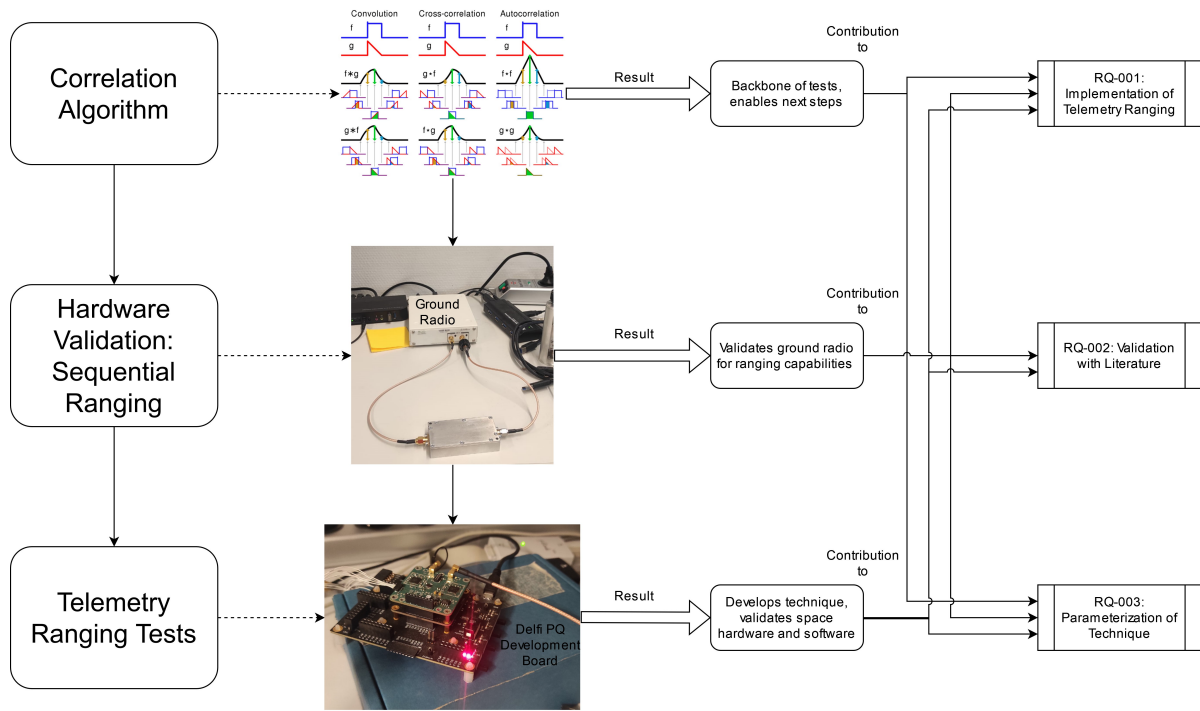 Convolution
Cross-correlation
Autocorrelation
f
f
f
g
g
g
f∗g
g⋆f
f⋆f
g∗f
f⋆g
g⋆g
Correlation
Algorithm
Result
Backbone of tests,
enables next steps
Contribution
to
RQ-001:
Implementation of
Telemetry Ranging
Hardware
Validation:
Sequential
Ranging
Ground
Radio
Result
Validates ground radio
for ranging capabilities
Contribution
to
RQ-002: Validation
with Literature
Telemetry
Ranging Tests
Delfi PQ
Development
Board
Result
Develops technique,
validates space
hardware and software
Contribution
to
RQ-003:
Parameterization of
Technique